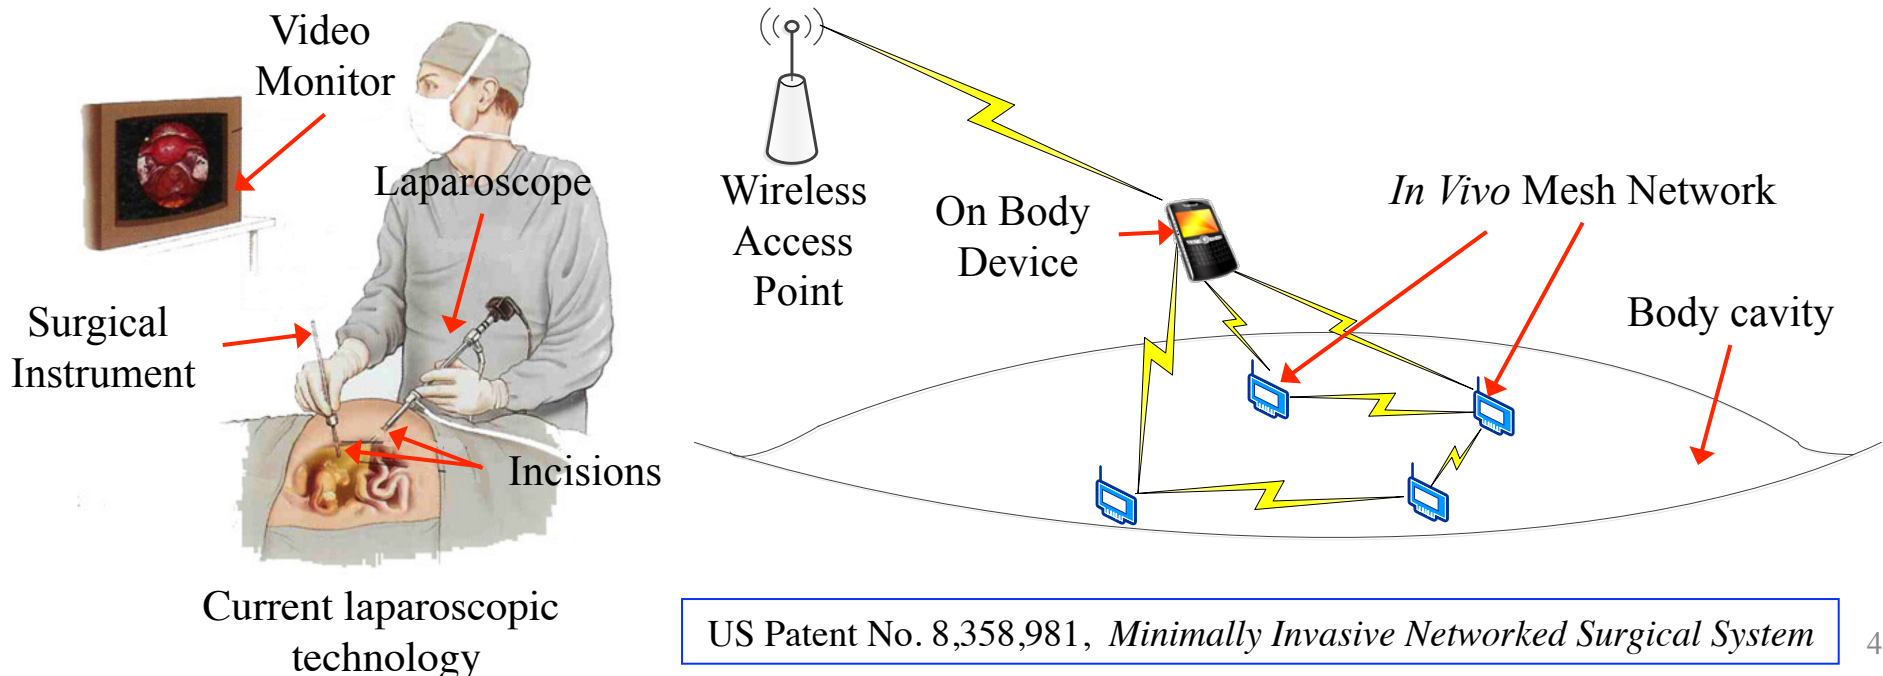 Video
Monitor
Laparoscope
Surgical
Instrument
Incisions
Current laparoscopic
technology
Wireless
Access
Point
On Body
Device
In Vivo Mesh Network
Body cavity
US Patent No. 8,358,981, Minimally Invasive Networked Surgical System
4